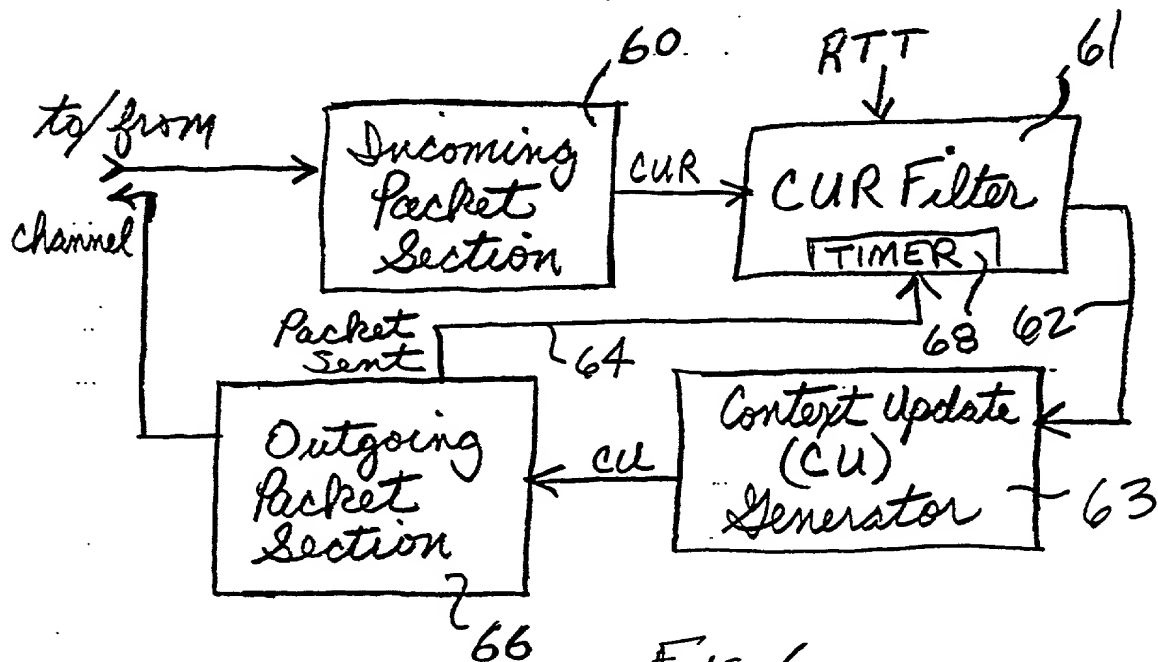 60
RTT
61
to/from
channel
Incoming
Packet
Section
CUR
CUR Filter
TIMER
68
62
Packet
Sent
64
Outgoing
Packet
Section
66
CU
Context Update
(CU)
Generator
63